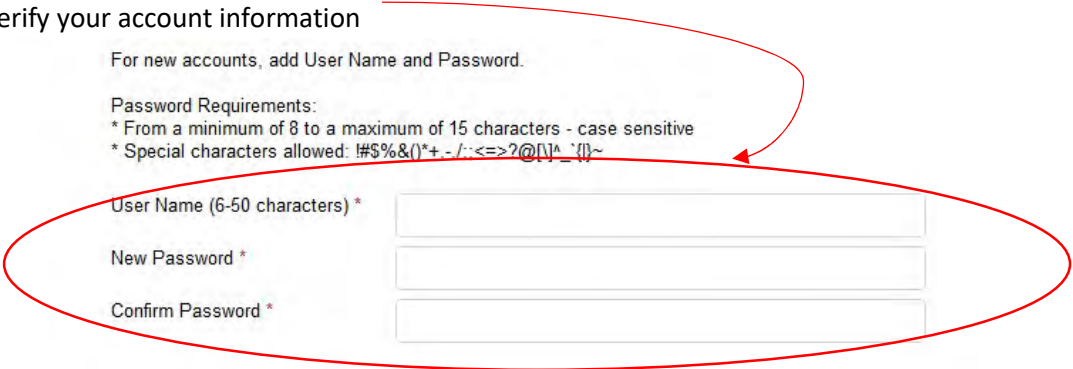 erify your account information
For new accounts, add User Name and Password.
Password Requirements:
* From a minimum of 8 to a maximum of 15 characters - case sensitive
* Special characters allowed: !#$%&()*+,-./:;<=>?@[\]^_`{|}~
User Name (6-50 characters) *
New Password *
Confirm Password *